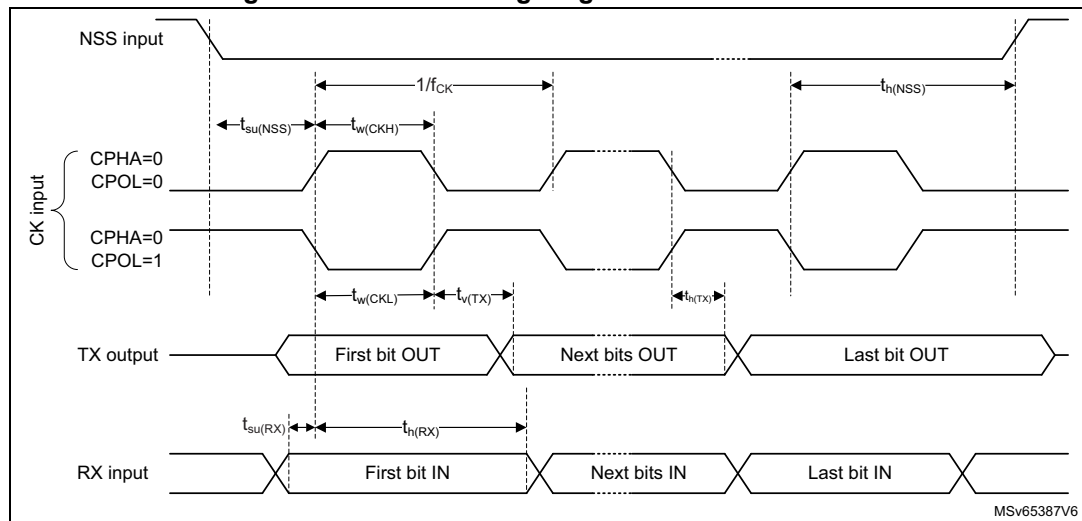 NSS input
1/fCK
th(NSS)
tsu(NSS)
tw(CKH)
CK input
CPHA=0
CPOL=0
CPHA=0
CPOL=1
tw(CKL)
tv(TX)
th(TX)
TX output
First bit OUT
Next bits OUT
Last bit OUT
tsu(RX)
th(RX)
RX input
First bit IN
Next bits IN
Last bit IN
MSv65387V6